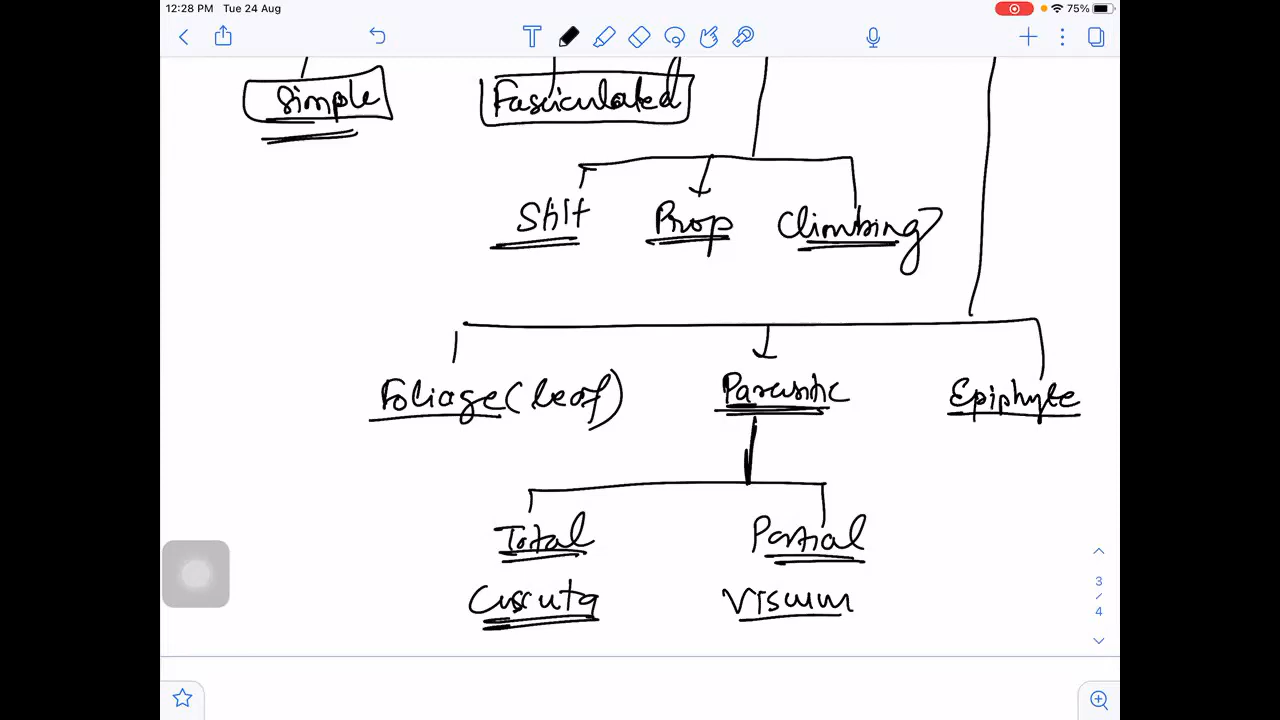 12:28 PM Tue 24 Aug
75%
T
Simple
Fasciculated
Stilt Prop Climbing
Foliage (leaf) Parasitic Epiphyte
Total Partial
Cuscuta Viscum
3
/
4